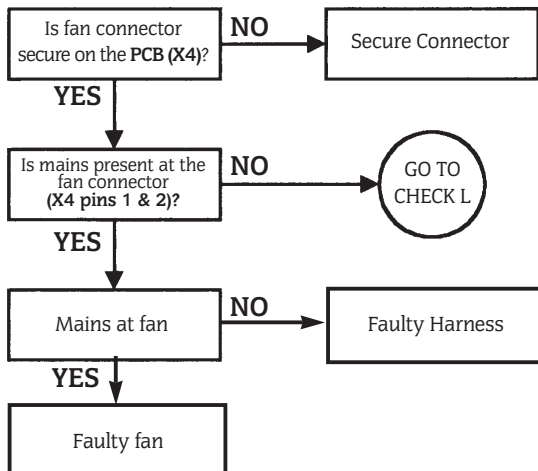 Is fan connector
secure on the PCB (X4)?
NO
Secure Connector
YES
Is mains present at the
fan connector
(X4 pins 1 & 2)?
NO
GO TO
CHECK L
YES
Mains at fan
NO
Faulty Harness
YES
Faulty fan